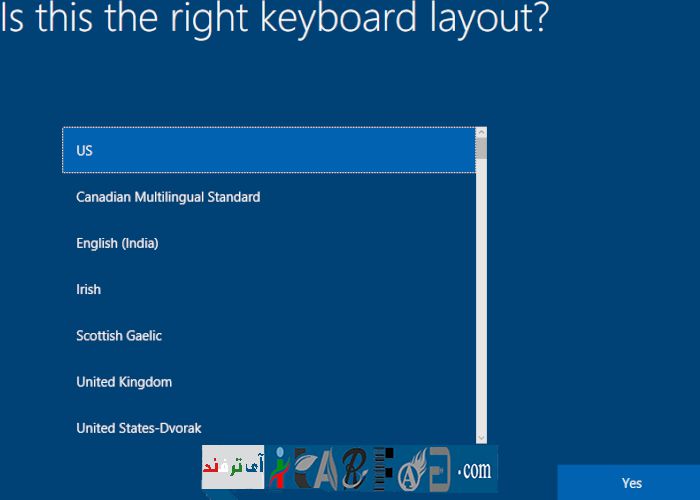 Is this the right keyboard layout?
US
Canadian Multilingual Standard
English (India)
Irish
Scottish Gaelic
United Kingdom
United States-Dvorak
آی ترفند
.com
Yes